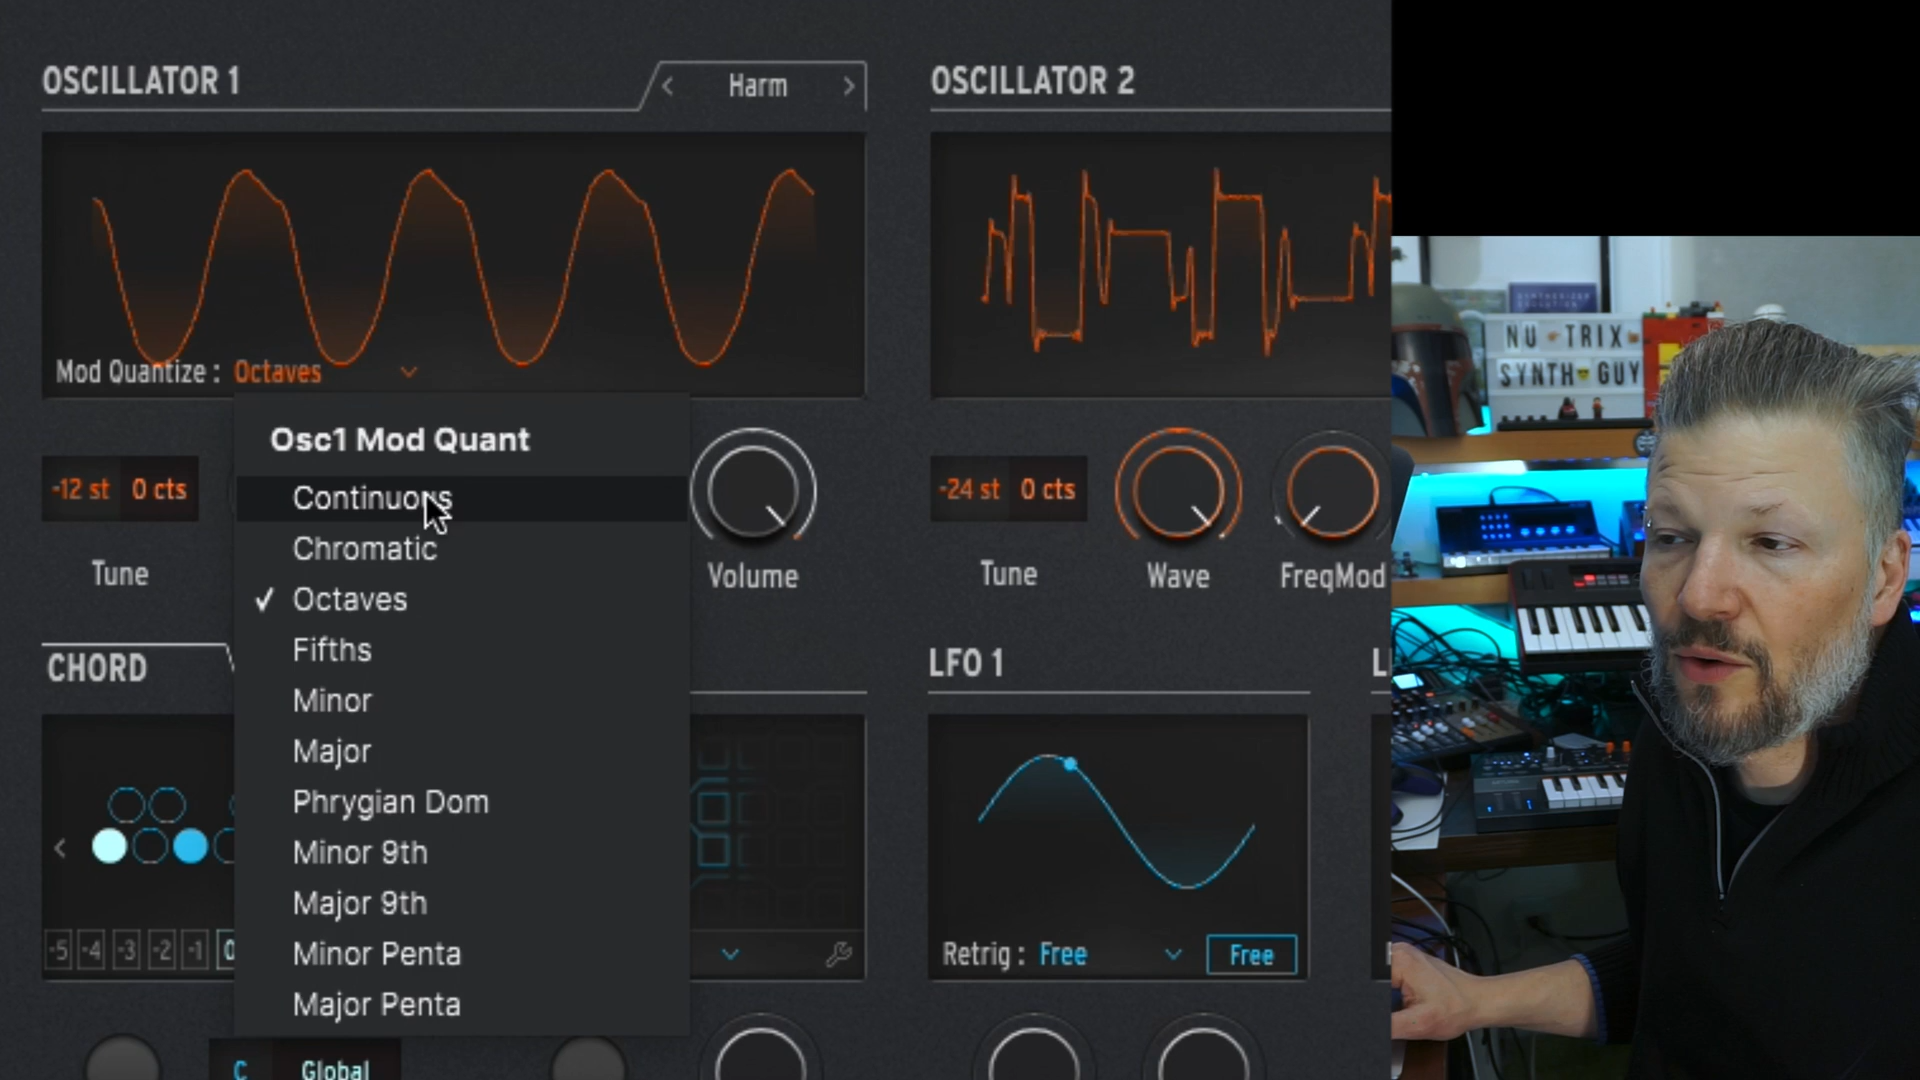 OSCILLATOR 1
< Harm >
OSCILLATOR 2
Mod Quantize : Octaves
Osc1 Mod Quant
Continuous
Chromatic
✓ Octaves
Fifths
Minor
Major
Phrygian Dom
Minor 9th
Major 9th
Minor Penta
Major Penta
-12 st 0 cts
Tune
Volume
-24 st 0 cts
Tune
Wave
FreqMod
CHORD
-5 -4 -3 -2 -1 0
LFO 1
L
Retrig : Free
Free
C Global
NU TRIX
SYNTH GUY